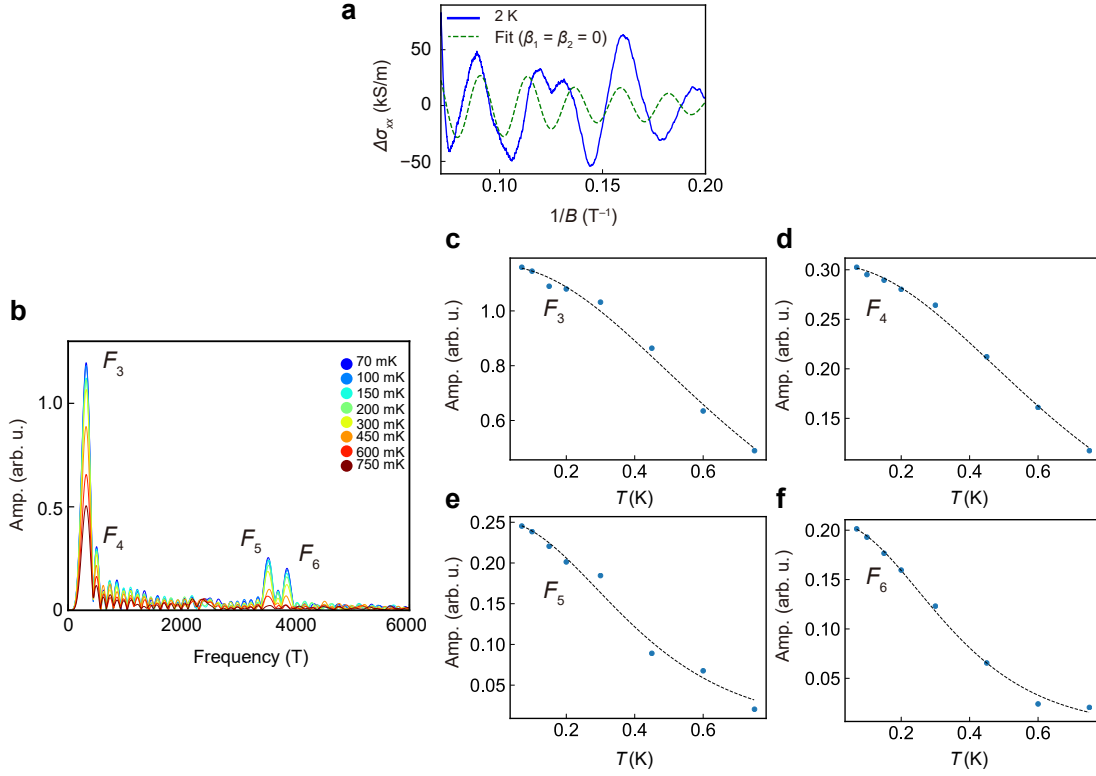 a
2 K
Fit (β₁ = β₂ = 0)
50
0
−50
Δσₓₓ (kS/m)
0.10
0.15
0.20
1/B (T⁻¹)
b
F₃
F₄
F₅
F₆
70 mK
100 mK
150 mK
200 mK
300 mK
450 mK
600 mK
750 mK
1.0
0.5
0
Amp. (arb. u.)
0
2000
4000
6000
Frequency (T)
c
F₃
1.0
0.8
0.6
Amp. (arb. u.)
0.2
0.4
0.6
T (K)
d
F₄
0.30
0.25
0.20
0.15
Amp. (arb. u.)
0.2
0.4
0.6
T (K)
e
F₅
0.25
0.20
0.15
0.10
0.05
Amp. (arb. u.)
0.2
0.4
0.6
T (K)
f
F₆
0.20
0.15
0.10
0.05
Amp. (arb. u.)
0.2
0.4
0.6
T (K)